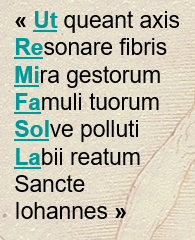 « Ut queant axis
Resonare fibris
Mira gestorum
Famuli tuorum
Solve polluti
Labii reatum
Sancte
Iohannes »